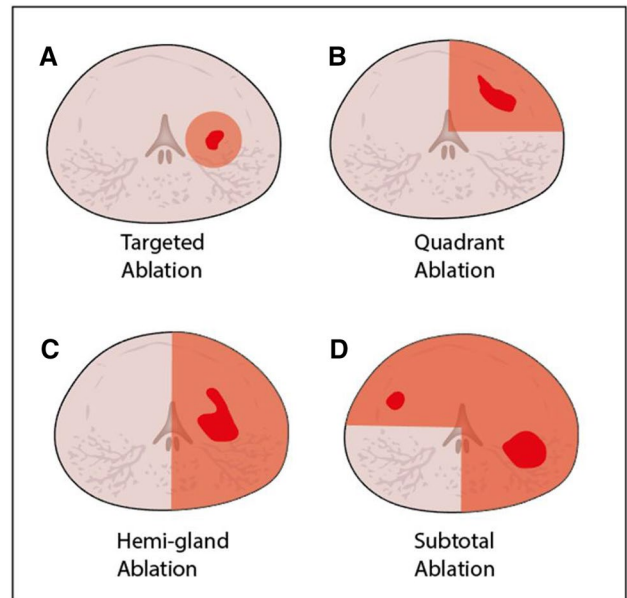 A
B
Targeted
Ablation
Quadrant
Ablation
C
D
Hemi-gland
Ablation
Subtotal
Ablation